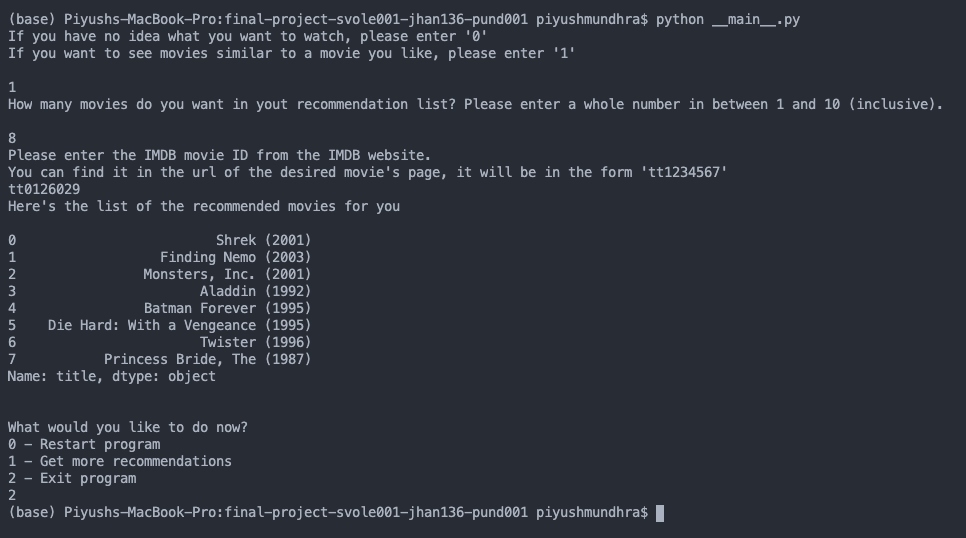 (base) Piyushs-MacBook-Pro:final-project-svole001-jhan136-pund001 piyushmundhra$ python __main__.py
If you have no idea what you want to watch, please enter '0'
If you want to see movies similar to a movie you like, please enter '1'
1
How many movies do you want in yout recommendation list? Please enter a whole number in between 1 and 10 (inclusive).
8
Please enter the IMDB movie ID from the IMDB website.
You can find it in the url of the desired movie's page, it will be in the form 'tt1234567'
tt0126029
Here's the list of the recommended movies for you
0 Shrek (2001)
1 Finding Nemo (2003)
2 Monsters, Inc. (2001)
3 Aladdin (1992)
4 Batman Forever (1995)
5 Die Hard: With a Vengeance (1995)
6 Twister (1996)
7 Princess Bride, The (1987)
Name: title, dtype: object
What would you like to do now?
0 – Restart program
1 – Get more recommendations
2 – Exit program
2
(base) Piyushs-MacBook-Pro:final-project-svole001-jhan136-pund001 piyushmundhra$